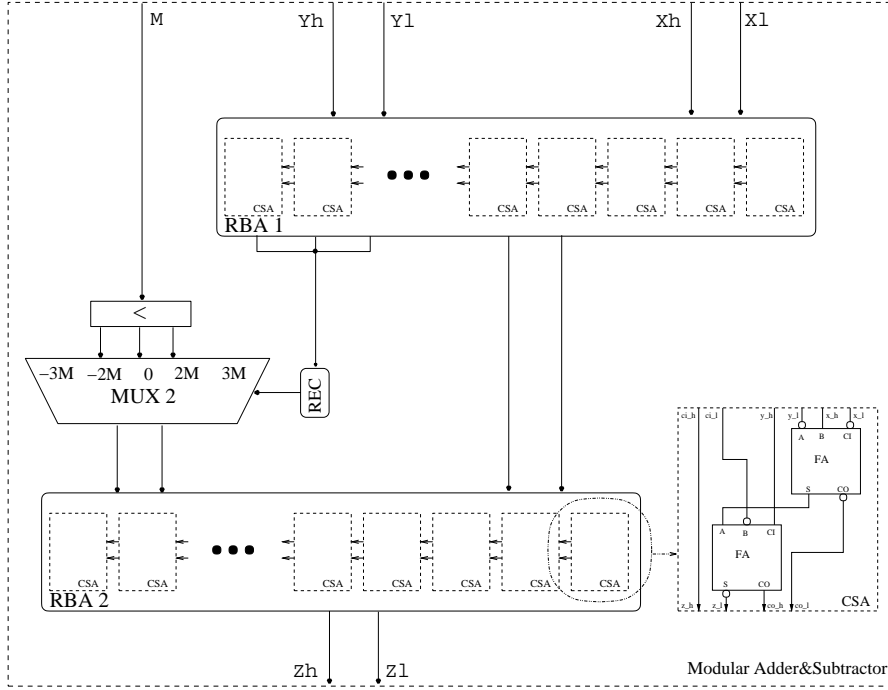 M
Yh Yl
Xh Xl
CSA CSA CSA CSA CSA CSA CSA
RBA 1
<
−3M −2M 0 2M 3M
MUX 2
REC
CSA CSA CSA CSA CSA CSA CSA
RBA 2
Zh Zl
ci_h ci_l y_h y_l x_h x_l
A B CI
FA
S CO
A B CI
FA
S CO
z_h z_l co_h co_l
CSA
Modular Adder&Subtractor